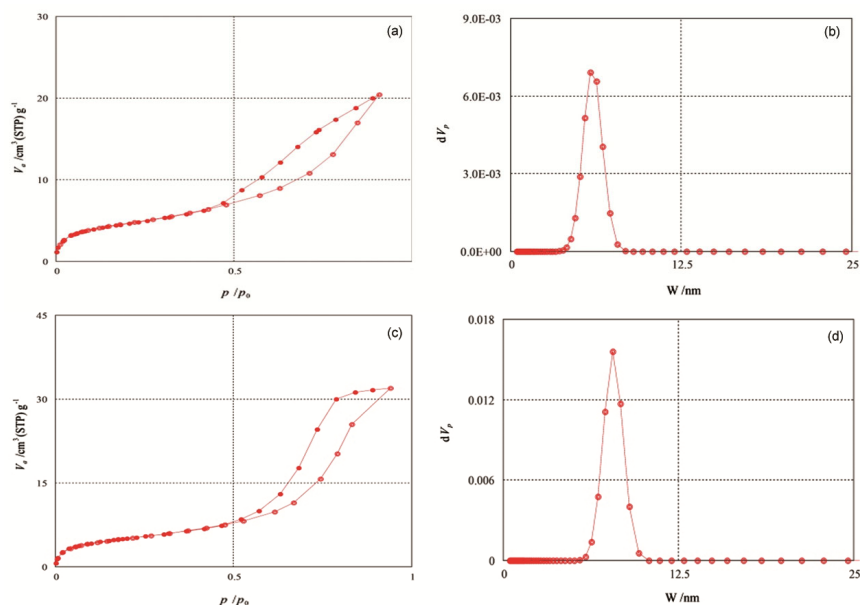 (a)
30
20
10
0
0
0.5
Va /cm³(STP) g⁻¹
p /p₀
(b)
9.0E-03
6.0E-03
3.0E-03
0.0E+00
0
12.5
25
dVp
W /nm
(c)
45
30
15
0
0
0.5
1
Va /cm³(STP) g⁻¹
p /p₀
(d)
0.018
0.012
0.006
0
0
12.5
25
dVp
W /nm